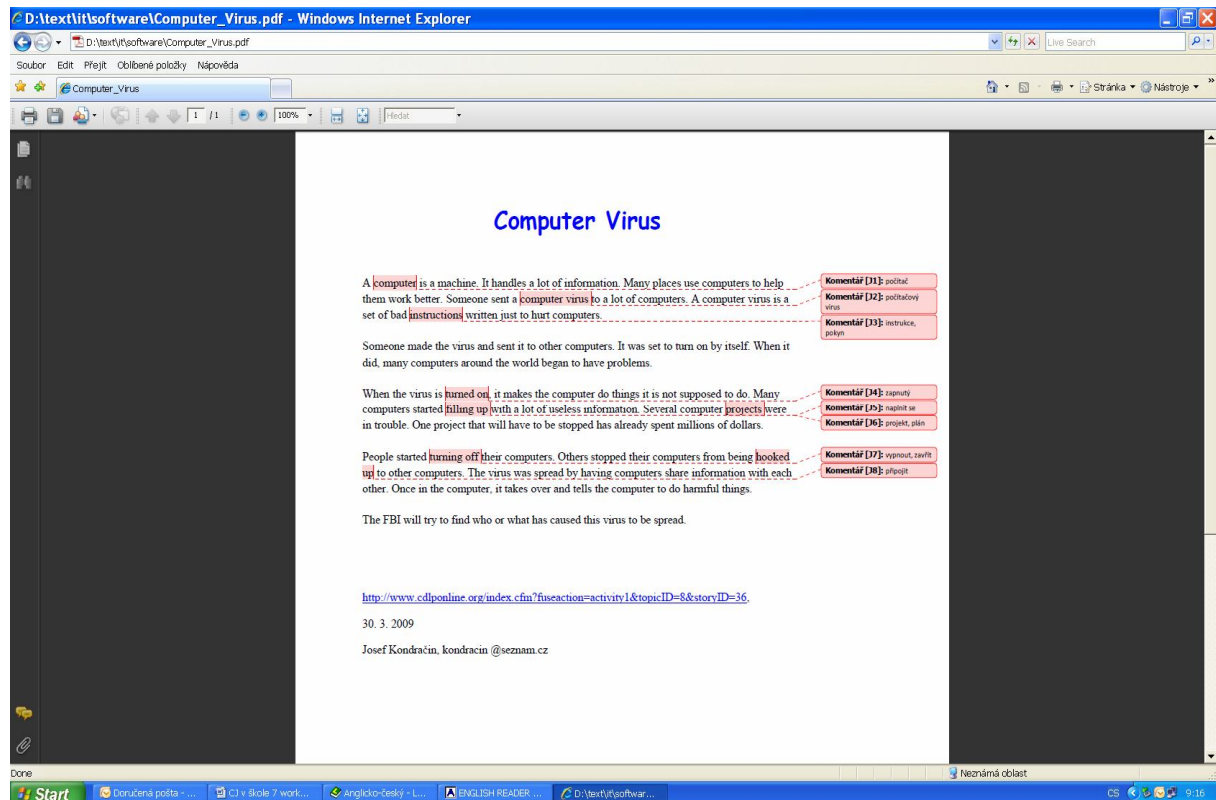 D:\text\it\software\Computer_Virus.pdf - Windows Internet Explorer
D:\text\it\software\Computer_Virus.pdf
Live Search
Soubor Edit Přejít Oblíbené položky Nápověda
Computer_Virus
Stránka Nástroje
1 /1 100% Hledat
Computer Virus
A computer is a machine. It handles a lot of information. Many places use computers to help
them work better. Someone sent a computer virus to a lot of computers. A computer virus is a
set of bad instructions written just to hurt computers.
Komentář [J1]: počítač
Komentář [J2]: počítačový
virus
Komentář [J3]: instrukce,
pokyn
Someone made the virus and sent it to other computers. It was set to turn on by itself. When it
did, many computers around the world began to have problems.
When the virus is turned on, it makes the computer do things it is not supposed to do. Many
computers started filling up with a lot of useless information. Several computer projects were
in trouble. One project that will have to be stopped has already spent millions of dollars.
Komentář [J4]: zapnutý
Komentář [J5]: naplnit se
Komentář [J6]: projekt, plán
People started turning off their computers. Others stopped their computers from being hooked
up to other computers. The virus was spread by having computers share information with each
other. Once in the computer, it takes over and tells the computer to do harmful things.
Komentář [J7]: vypnout, zavřít
Komentář [J8]: připojit
The FBI will try to find who or what has caused this virus to be spread.
http://www.cdlponline.org/index.cfm?fuseaction=activity1&topicID=8&storyID=36,
30. 3. 2009
Josef Kondračin, kondracin @seznam.cz
Done
Neznámá oblast
Start
Doručená pošta - ...
CJ v škole 7 work...
Anglicko-český - L...
ENGLISH READER ...
D:\text\it\softwar...
CS
9:16